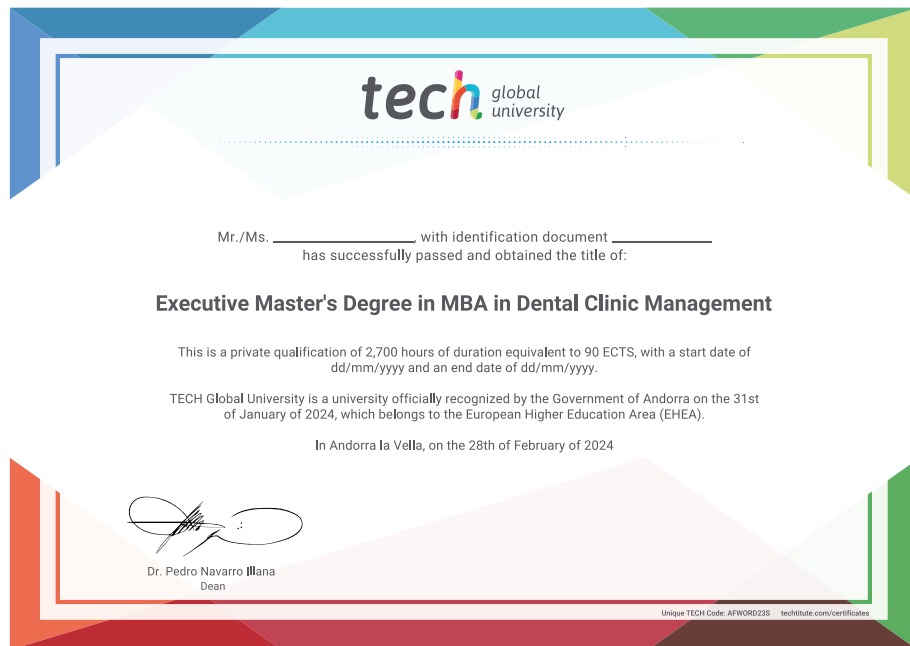 tech global university
Mr./Ms. ____________________, with identification document ______________
has successfully passed and obtained the title of:
Executive Master's Degree in MBA in Dental Clinic Management
This is a private qualification of 2,700 hours of duration equivalent to 90 ECTS, with a start date of
dd/mm/yyyy and an end date of dd/mm/yyyy.
TECH Global University is a university officially recognized by the Government of Andorra on the 31st
of January of 2024, which belongs to the European Higher Education Area (EHEA).
In Andorra la Vella, on the 28th of February of 2024
Dr. Pedro Navarro Illana
Dean
Unique TECH Code: AFWORD23S techtitute.com/certificates